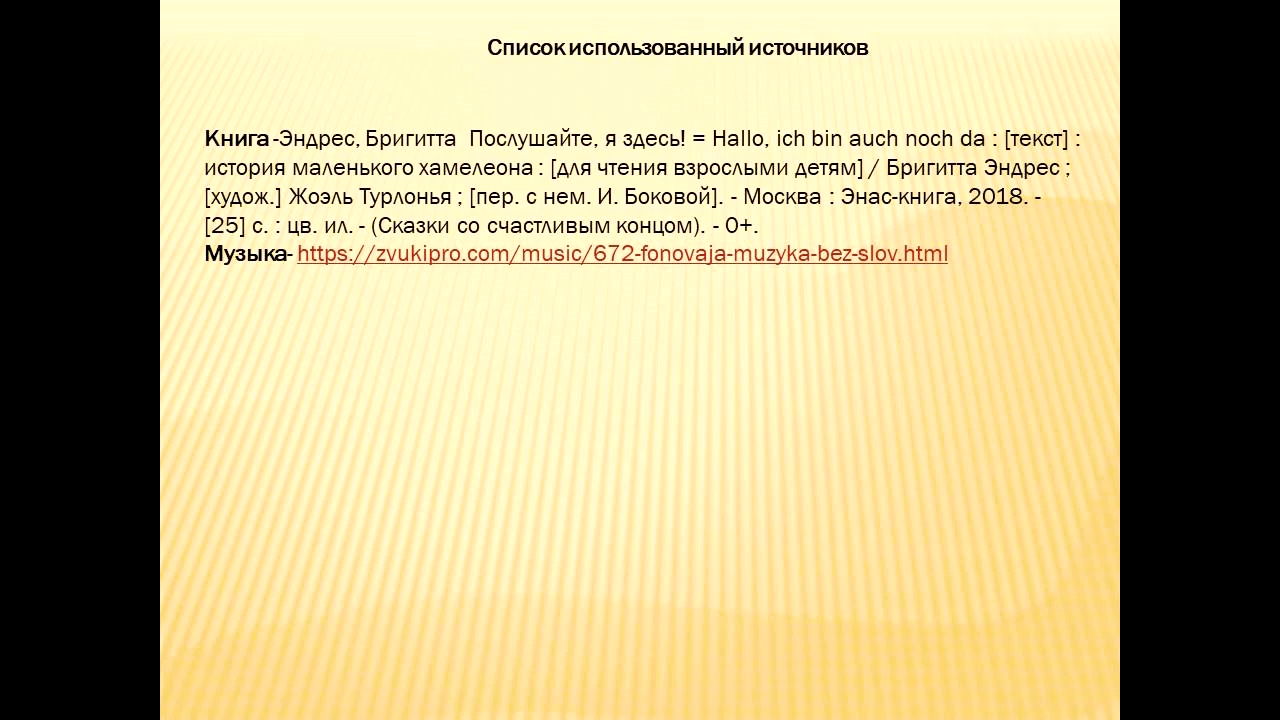 Список использованный источников
Книга -Эндрес, Бригитта Послушайте, я здесь! = Hallo, ich bin auch noch da : [текст] :
история маленького хамелеона : [для чтения взрослыми детям] / Бригитта Эндрес ;
[худож.] Жоэль Турлонья ; [пер. с нем. И. Боковой]. - Москва : Энас-книга, 2018. -
[25] с. : цв. ил. - (Сказки со счастливым концом). - 0+.
Музыка- https://zvukipro.com/music/672-fonovaja-muzyka-bez-slov.html